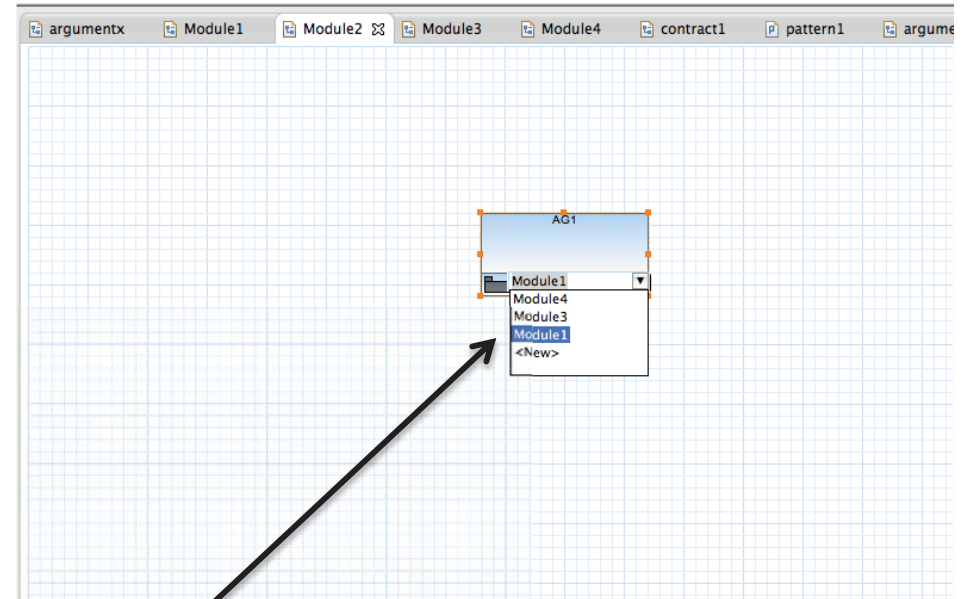 argumentx Module1 Module2 Module3 Module4 contract1 pattern1 argume
AG1
Module1
Module4
Module3
Module1
<New>